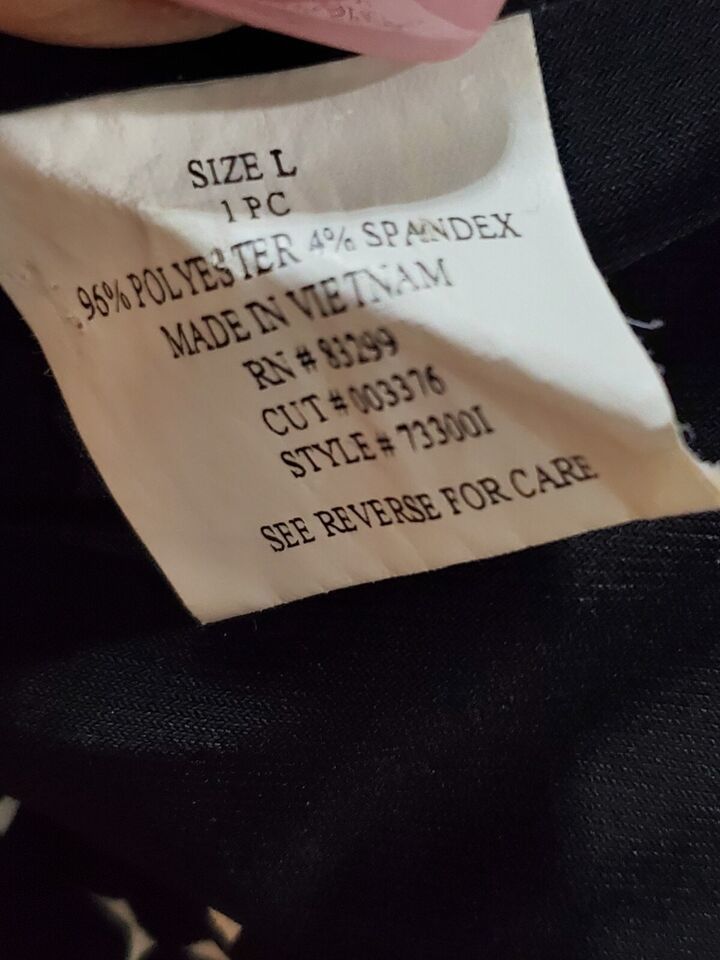 SIZE L
1 PC
96% POLYESTER 4% SPANDEX
MADE IN VIETNAM
RN # 83299
CUT # 003376
STYLE # 73300I
SEE REVERSE FOR CARE